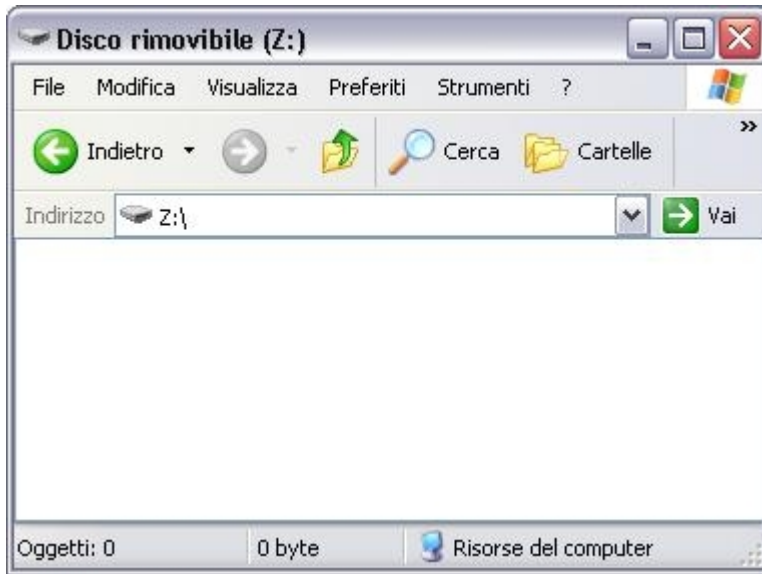 Disco rimovibile (Z:)
File Modifica Visualizza Preferiti Strumenti ?
Indietro Cerca Cartelle »
Indirizzo Z:\ Vai
Oggetti: 0 0 byte Risorse del computer